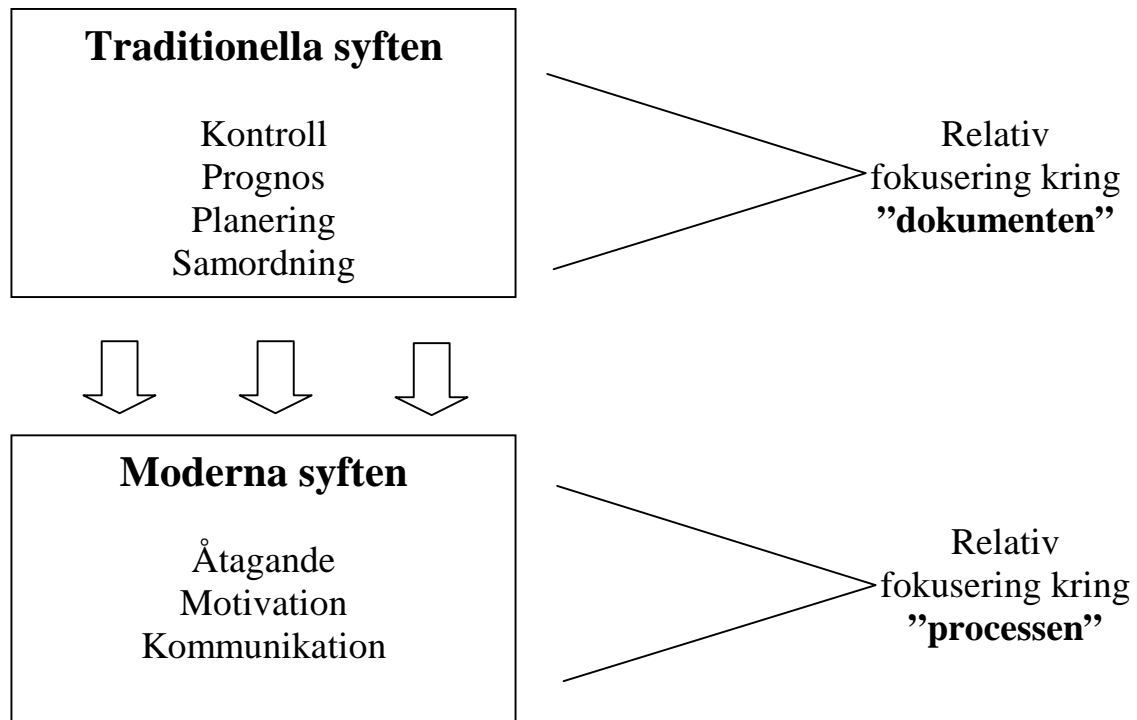 Traditionella syften
Kontroll
Prognos
Planering
Samordning
Relativ
fokusering kring
”dokumenten”
Moderna syften
Åtagande
Motivation
Kommunikation
Relativ
fokusering kring
”processen”